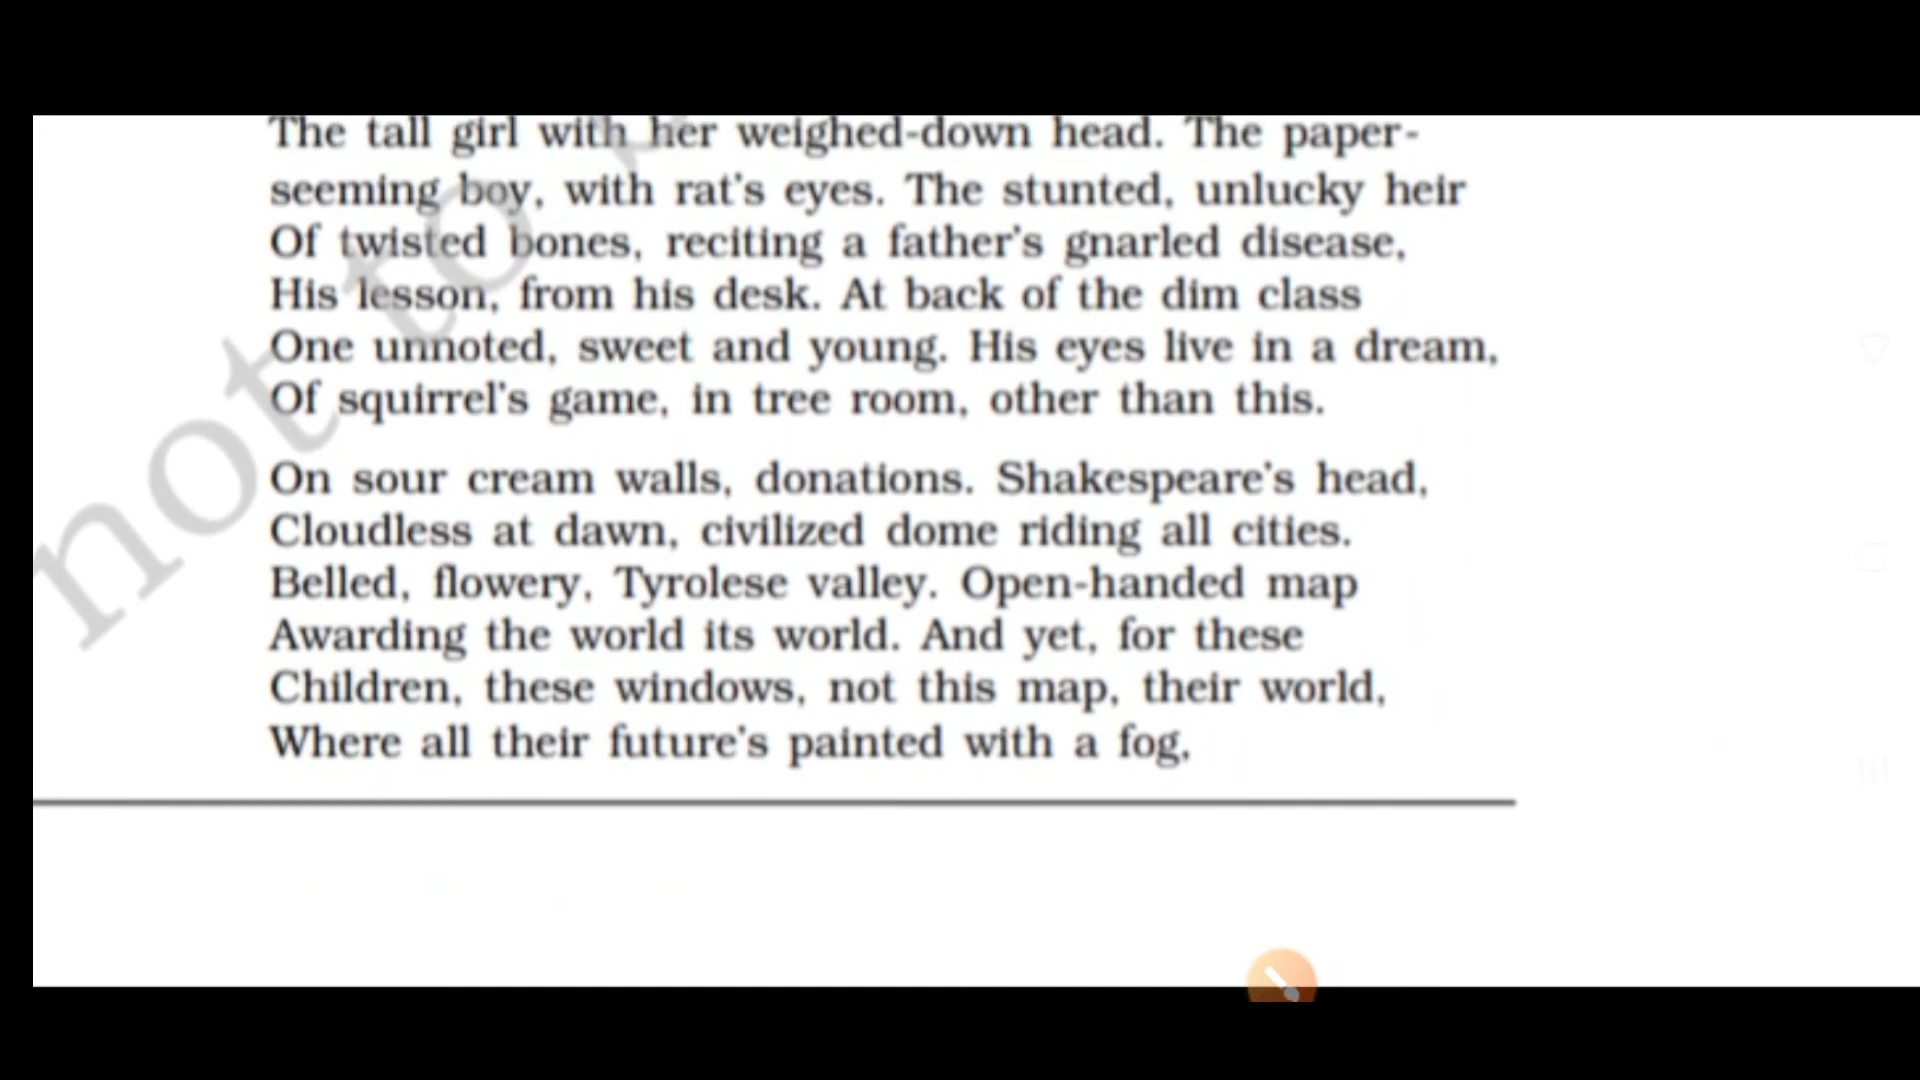 The tall girl with her weighed-down head. The paper-
seeming boy, with rat's eyes. The stunted, unlucky heir
Of twisted bones, reciting a father's gnarled disease,
His lesson, from his desk. At back of the dim class
One unnoted, sweet and young. His eyes live in a dream,
Of squirrel's game, in tree room, other than this.
On sour cream walls, donations. Shakespeare's head,
Cloudless at dawn, civilized dome riding all cities.
Belled, flowery, Tyrolese valley. Open-handed map
Awarding the world its world. And yet, for these
Children, these windows, not this map, their world,
Where all their future's painted with a fog,
not to